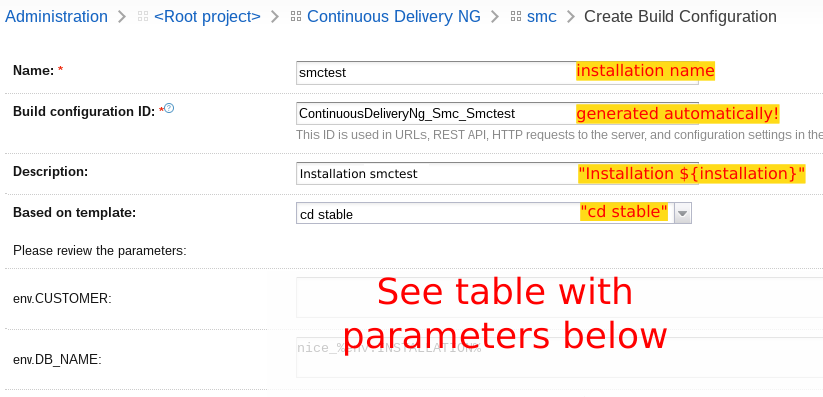 Administration > <Root project> > Continuous Delivery NG > smc > Create Build Configuration
Name: * smctest installation name
Build configuration ID: * ? ContinuousDeliveryNg_Smc_Smctest generated automatically!
This ID is used in URLs, REST API, HTTP requests to the server, and configuration settings in the
Description: Installation smctest "Installation ${installation}"
Based on template: cd stable "cd stable"
Please review the parameters:
env.CUSTOMER: See table with
parameters below
env.DB_NAME: nice_%env.INSTALLATION%